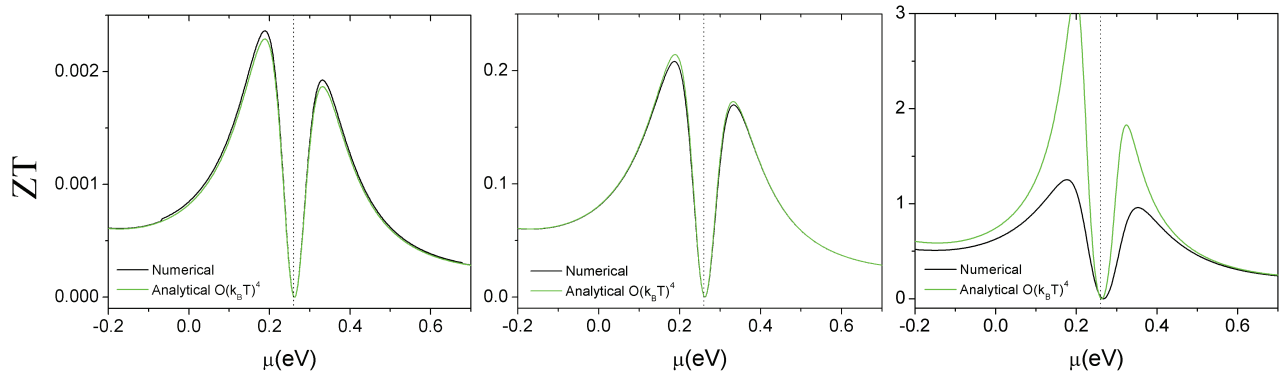 ZT
0.002
0.001
0.000
Numerical
Analytical O(k_BT)^4
-0.2 0.0 0.2 0.4 0.6
μ(eV)
0.2
0.1
0.0
Numerical
Analytical O(k_BT)^4
-0.2 0.0 0.2 0.4 0.6
μ(eV)
3
2
1
0
Numerical
Analytical O(k_BT)^4
-0.2 0.0 0.2 0.4 0.6
μ(eV)